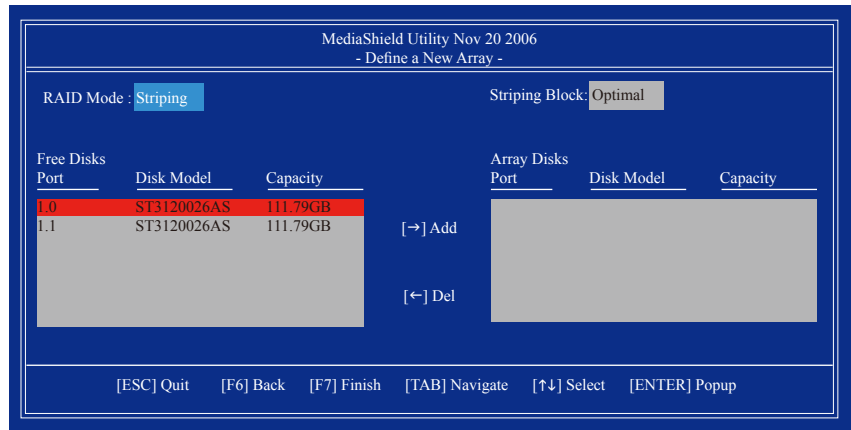 MediaShield Utility Nov 20 2006
- Define a New Array -
RAID Mode : Striping
Striping Block: Optimal
Free Disks
Port Disk Model Capacity
1.0 ST3120026AS 111.79GB
1.1 ST3120026AS 111.79GB
[→] Add
[←] Del
Array Disks
Port Disk Model Capacity
[ESC] Quit [F6] Back [F7] Finish [TAB] Navigate [↑↓] Select [ENTER] Popup